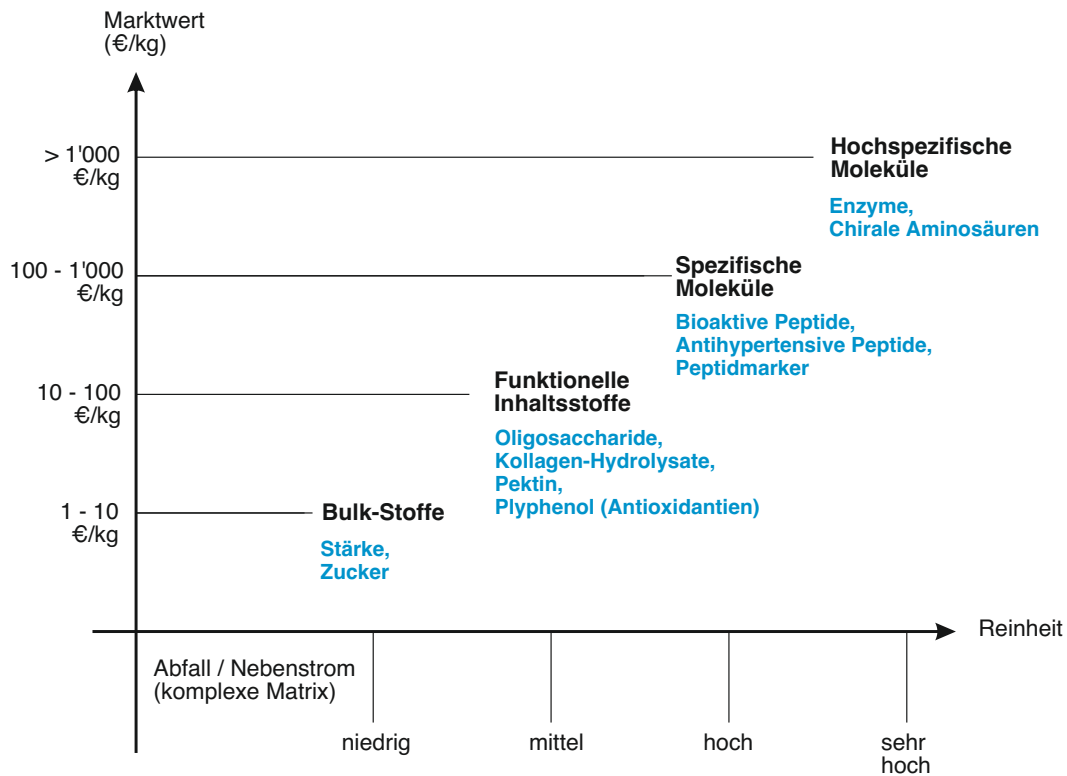 Marktwert
(€/kg)
> 1'000
€/kg
Hochspezifische
Moleküle
Enzyme,
Chirale Aminosäuren
100 - 1'000
€/kg
Spezifische
Moleküle
Bioaktive Peptide,
Antihypertensive Peptide,
Peptidmarker
10 - 100
€/kg
Funktionelle
Inhaltsstoffe
Oligosaccharide,
Kollagen-Hydrolysate,
Pektin,
Plyphenol (Antioxidantien)
1 - 10
€/kg
Bulk-Stoffe
Stärke,
Zucker
Reinheit
Abfall / Nebenstrom
(komplexe Matrix)
niedrig
mittel
hoch
sehr
hoch